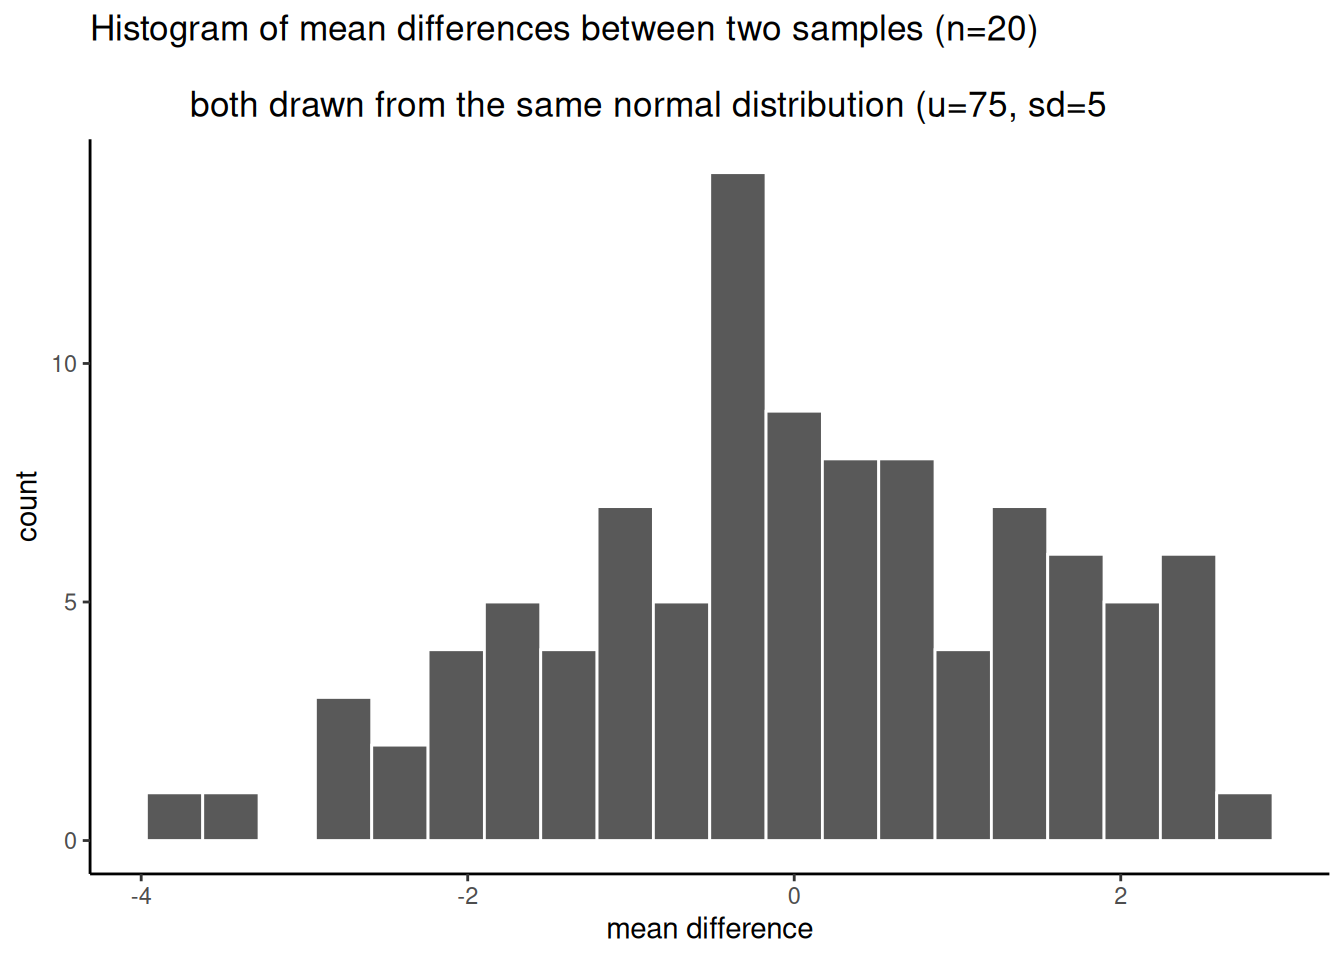 Histogram of mean differences between two samples (n=20)
both drawn from the same normal distribution (u=75, sd=5
10
5
0
count
-4
-2
0
2
mean difference